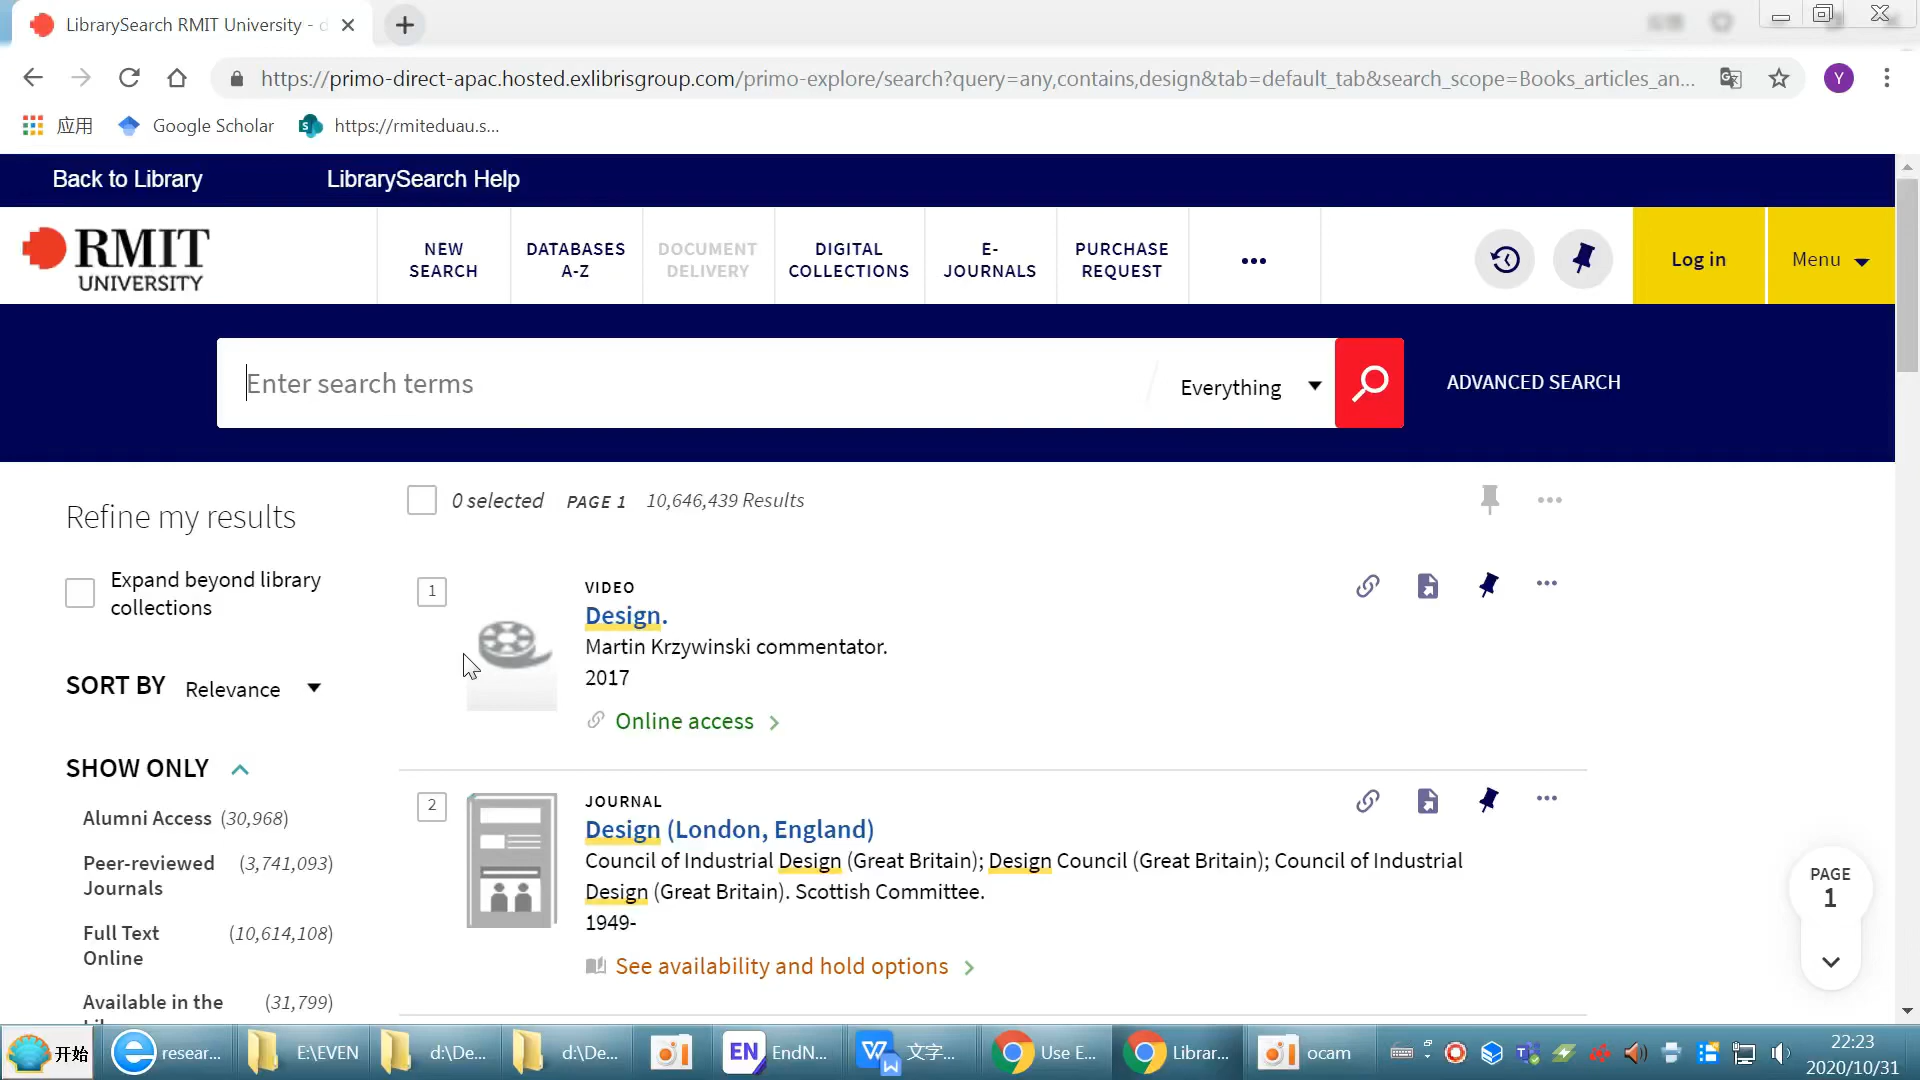 LibrarySearch RMIT University - d
https://primo-direct-apac.hosted.exlibrisgroup.com/primo-explore/search?query=any,contains,design&tab=default_tab&search_scope=Books_articles_an...
Y
应用
Google Scholar
https://rmiteduau.s...
Back to Library
LibrarySearch Help
RMIT
UNIVERSITY
NEW
SEARCH
DATABASES
A-Z
DOCUMENT
DELIVERY
DIGITAL
COLLECTIONS
E-
JOURNALS
PURCHASE
REQUEST
Log in
Menu
Enter search terms
Everything
ADVANCED SEARCH
Refine my results
Expand beyond library
collections
SORT BY Relevance
SHOW ONLY
Alumni Access (30,968)
Peer-reviewed (3,741,093)
Journals
Full Text (10,614,108)
Online
Available in the (31,799)
0 selected PAGE 1 10,646,439 Results
1
VIDEO
Design.
Martin Krzywinski commentator.
2017
Online access
2
JOURNAL
Design (London, England)
Council of Industrial Design (Great Britain); Design Council (Great Britain); Council of Industrial
Design (Great Britain). Scottish Committee.
1949-
See availability and hold options
PAGE
1
开始
resear...
E:\EVEN
d:\De...
d:\De...
EN
EndN...
W
文字...
Use E...
Librar...
ocam
22:23
2020/10/31